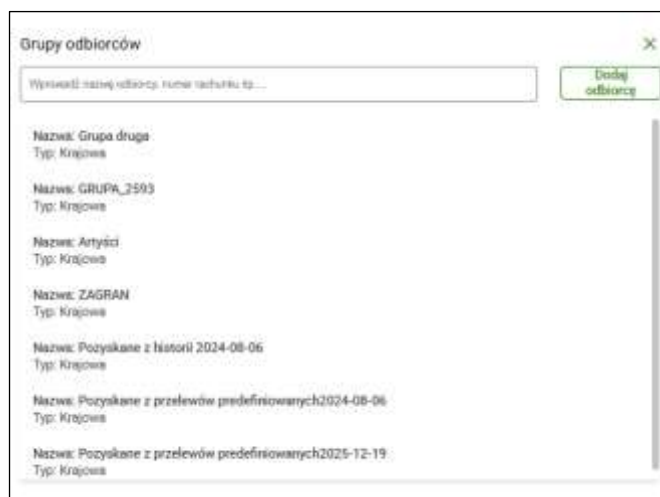 Grupy odbiorców
Wprowadź nazwę odbiorcy, numer rachunku itp....
Dodaj
odbiorcę
Nazwa: Grupa druga
Typ: Krajowa
Nazwa: GRUPA_2593
Typ: Krajowa
Nazwa: Artyści
Typ: Krajowa
Nazwa: ZAGRAN
Typ: Krajowa
Nazwa: Pozyskane z historii 2024-08-06
Typ: Krajowa
Nazwa: Pozyskane z przelewów predefiniowanych2024-08-06
Typ: Krajowa
Nazwa: Pozyskane z przelewów predefiniowanych2025-12-19
Typ: Krajowa